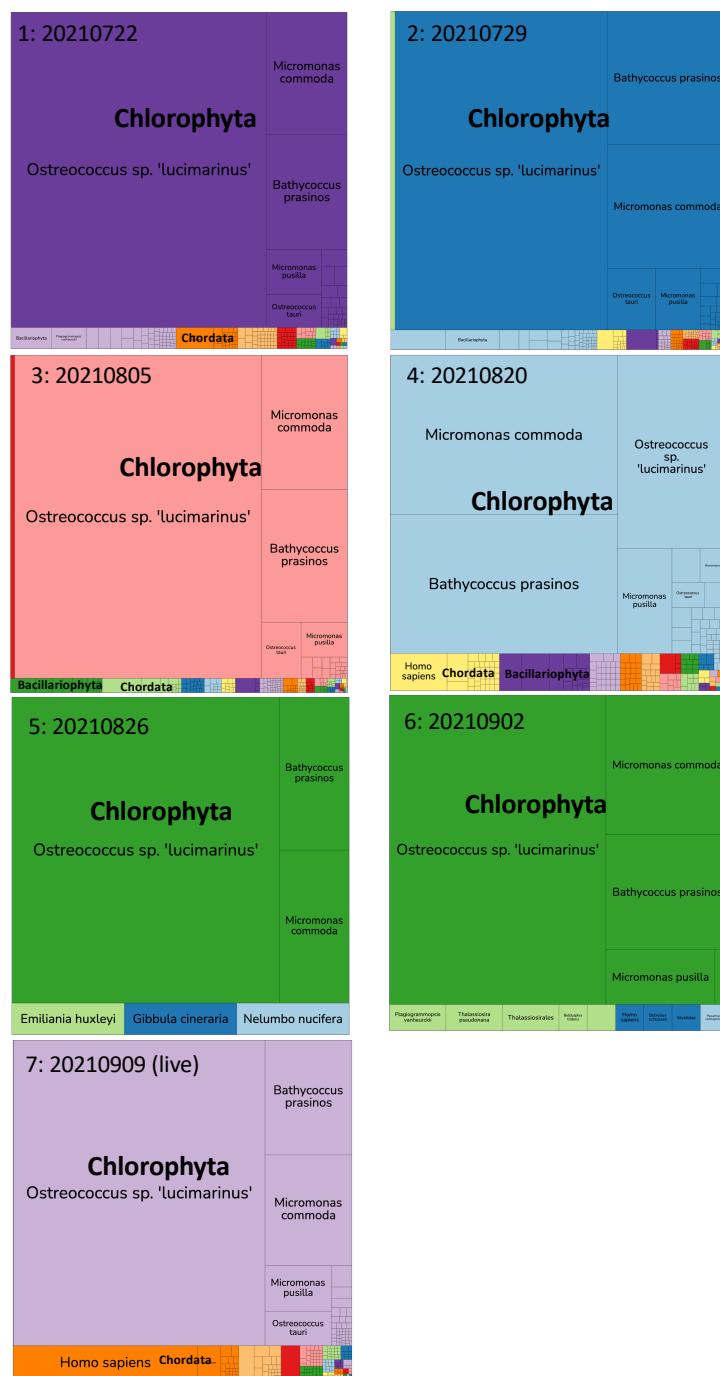 1: 20210722
Micromonas
commoda
Chlorophyta
Ostreococcus sp. 'lucimarinus'
Bathycoccus
prasinos
Micromonas
pusilla
Ostreococcus
tauri
Bacillariophyta
Plagiogrammopsis
vanheurckii
Chordata
2: 20210729
Bathycoccus prasinos
Chlorophyta
Ostreococcus sp. 'lucimarinus'
Micromonas commoda
Ostreococcus
tauri
Micromonas
pusilla
Bacillariophyta
3: 20210805
Micromonas
commoda
Chlorophyta
Ostreococcus sp. 'lucimarinus'
Bathycoccus
prasinos
Ostreococcus
tauri
Micromonas
pusilla
Bacillariophyta
Chordata
4: 20210820
Micromonas commoda
Ostreococcus
sp.
'lucimarinus'
Chlorophyta
Bathycoccus prasinos
Micromonas
pusilla
Ostreococcus
tauri
Homo
sapiens
Chordata
Bacillariophyta
5: 20210826
Bathycoccus
prasinos
Chlorophyta
Ostreococcus sp. 'lucimarinus'
Micromonas
commoda
Emiliania huxleyi
Gibbula cineraria
Nelumbo nucifera
6: 20210902
Micromonas commoda
Chlorophyta
Ostreococcus sp. 'lucimarinus'
Bathycoccus prasinos
Micromonas pusilla
Plagiogrammopsis
vanheurckii
Thalassiosira
pseudonana
Thalassiosirales
Homo
sapiens
7: 20210909 (live)
Bathycoccus
prasinos
Chlorophyta
Ostreococcus sp. 'lucimarinus'
Micromonas
commoda
Micromonas
pusilla
Ostreococcus
tauri
Homo sapiens
Chordata